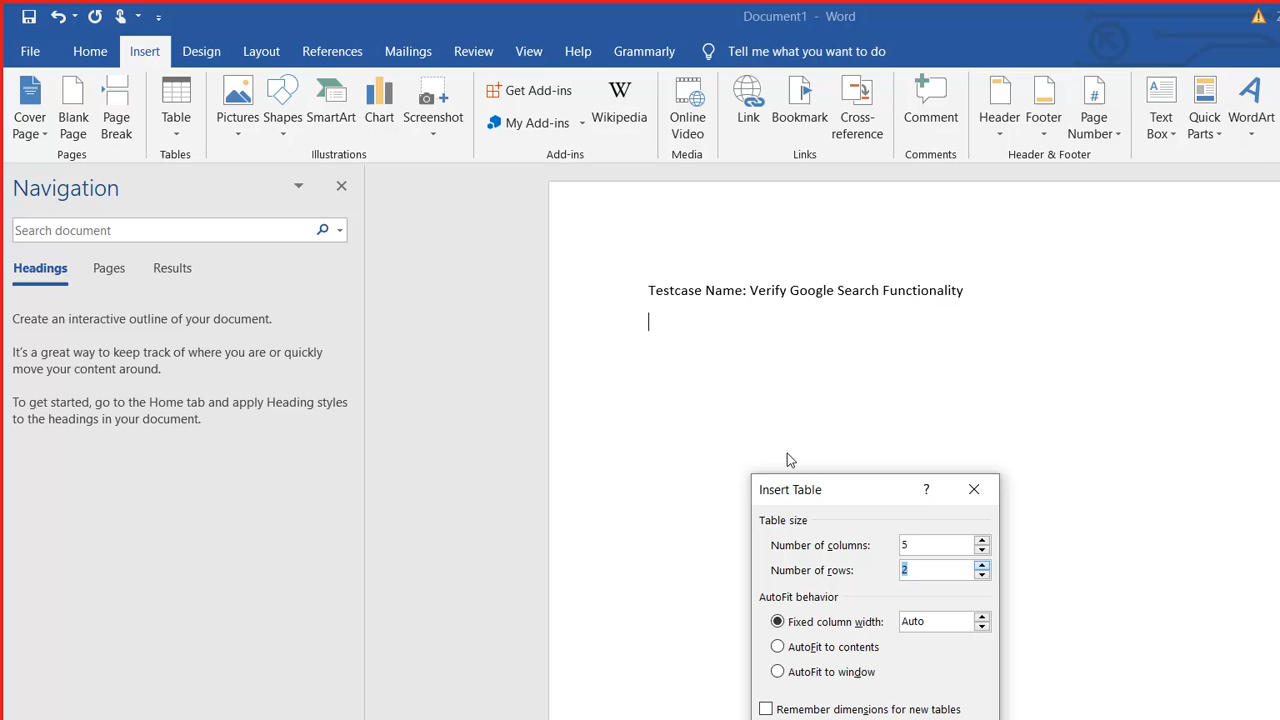 Document1 - Word
File Home Insert Design Layout References Mailings Review View Help Grammarly Tell me what you want to do
Cover Page Blank Page Page Break
Table
Pictures Shapes SmartArt Chart Screenshot
Get Add-ins
My Add-ins
W
Wikipedia
Online Video
Link Bookmark Cross-reference
Comment
Header Footer # Page Number
A Text Box Quick Parts A WordArt
Pages Tables Illustrations Add-ins Media Links Comments Header & Footer
Navigation
Search document
Headings Pages Results
Create an interactive outline of your document.
It's a great way to keep track of where you are or quickly
move your content around.
To get started, go to the Home tab and apply Heading styles
to the headings in your document.
Testcase Name: Verify Google Search Functionality
Insert Table ?
Table size
Number of columns: 5
Number of rows: 2
AutoFit behavior
Fixed column width: Auto
AutoFit to contents
AutoFit to window
Remember dimensions for new tables